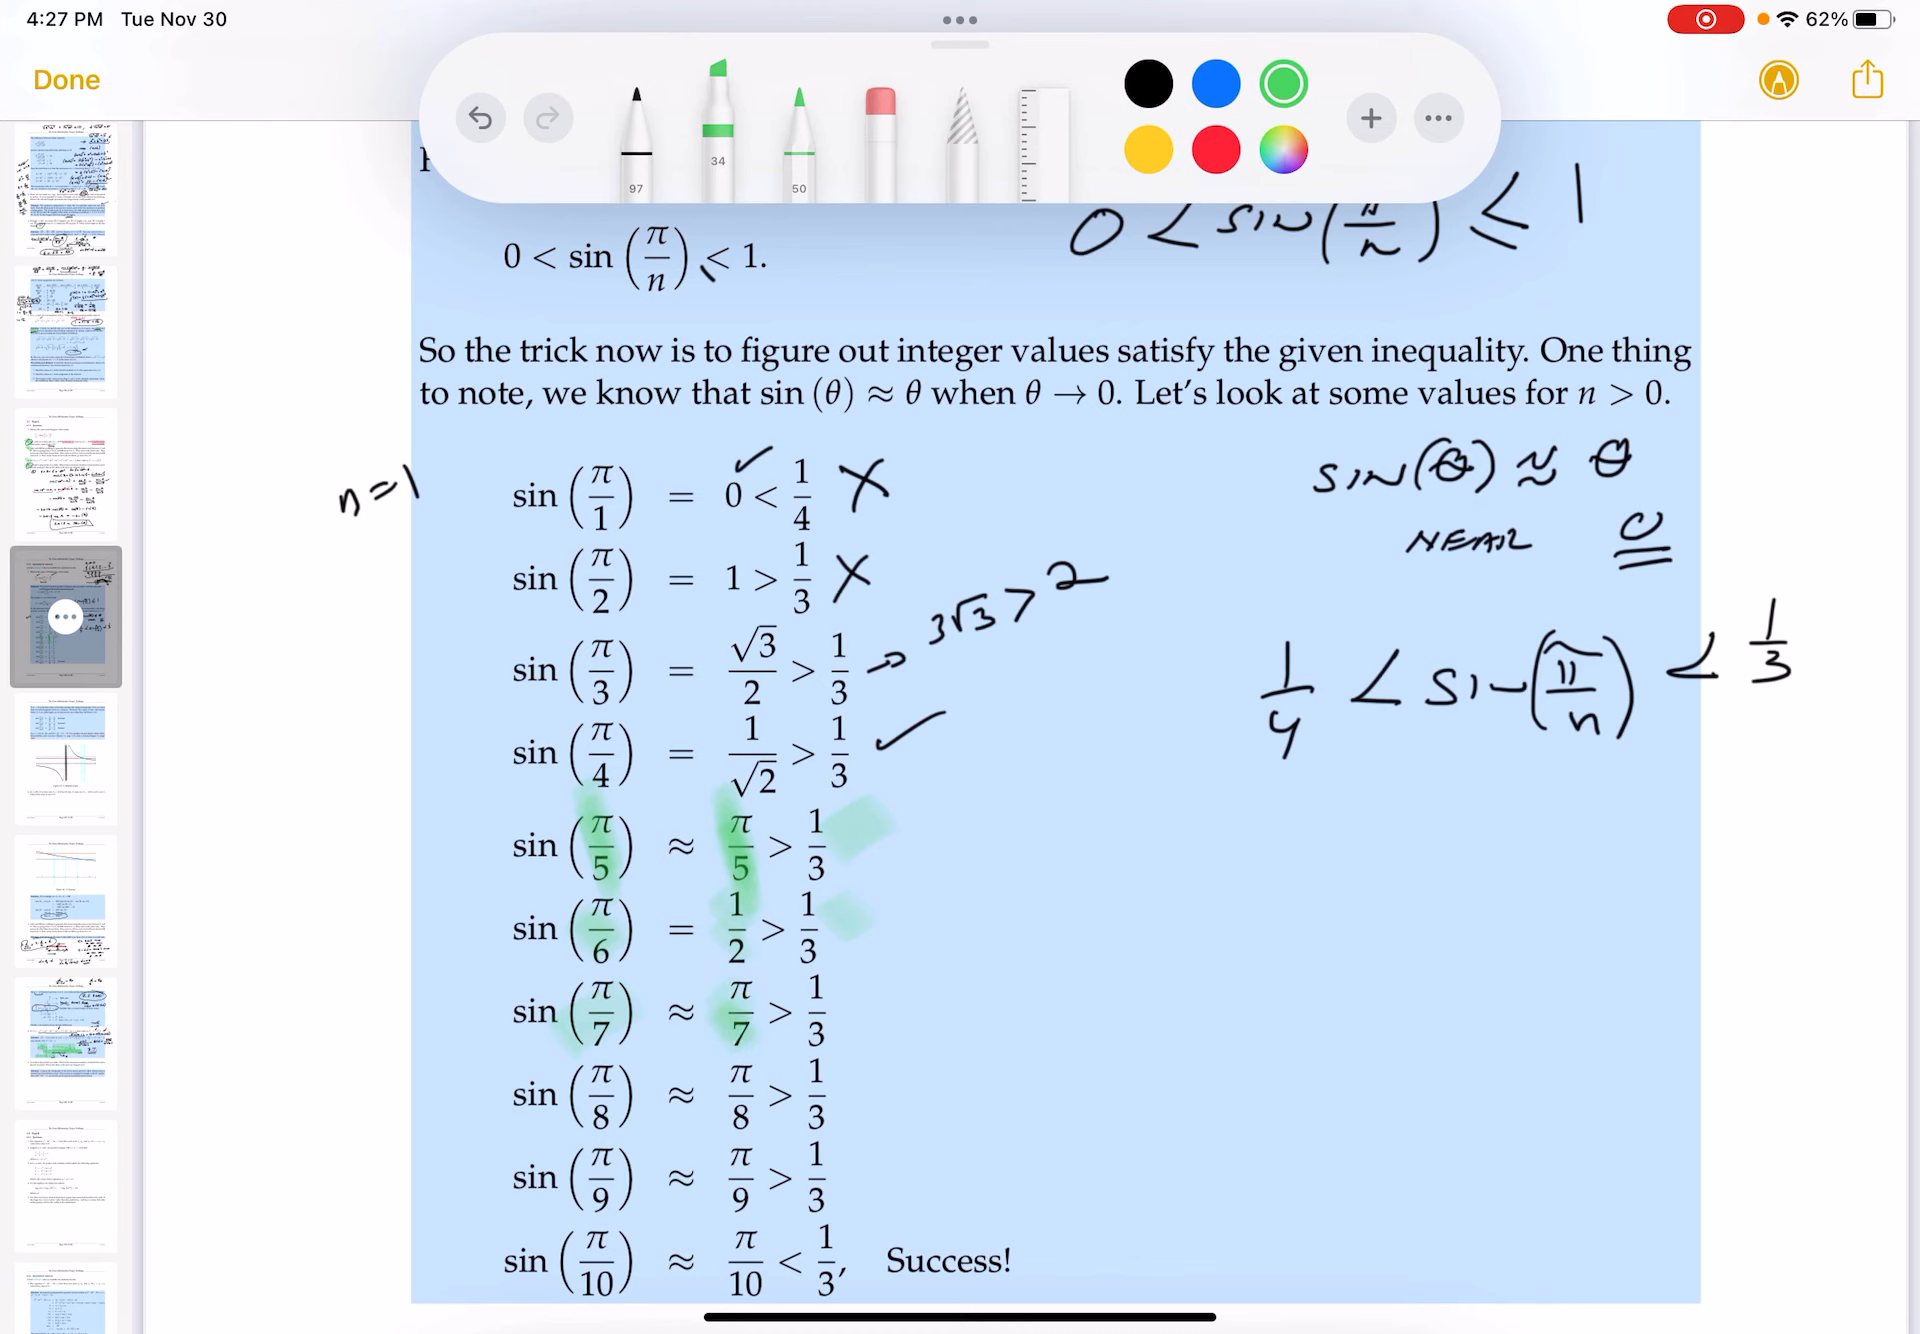 4:27 PM Tue Nov 30
62%
Done
97
34
50
0 < sin(π/n) ≤ 1
0 < sin (π/n) < 1.
So the trick now is to figure out integer values satisfy the given inequality. One thing
to note, we know that sin (θ) ≈ θ when θ → 0. Let's look at some values for n > 0.
sin(θ) ≈ θ
NEAR 0
n=1
sin (π/1) = 0 < 1/4 X
sin (π/2) = 1 > 1/3 X
3√3 > 2
sin (π/3) = √3/2 > 1/3 →
1/4 < sin(π/n) < 1/3
sin (π/4) = 1/√2 > 1/3 ✓
sin (π/5) ≈ π/5 > 1/3
sin (π/6) = 1/2 > 1/3
sin (π/7) ≈ π/7 > 1/3
sin (π/8) ≈ π/8 > 1/3
sin (π/9) ≈ π/9 > 1/3
sin (π/10) ≈ π/10 < 1/3, Success!